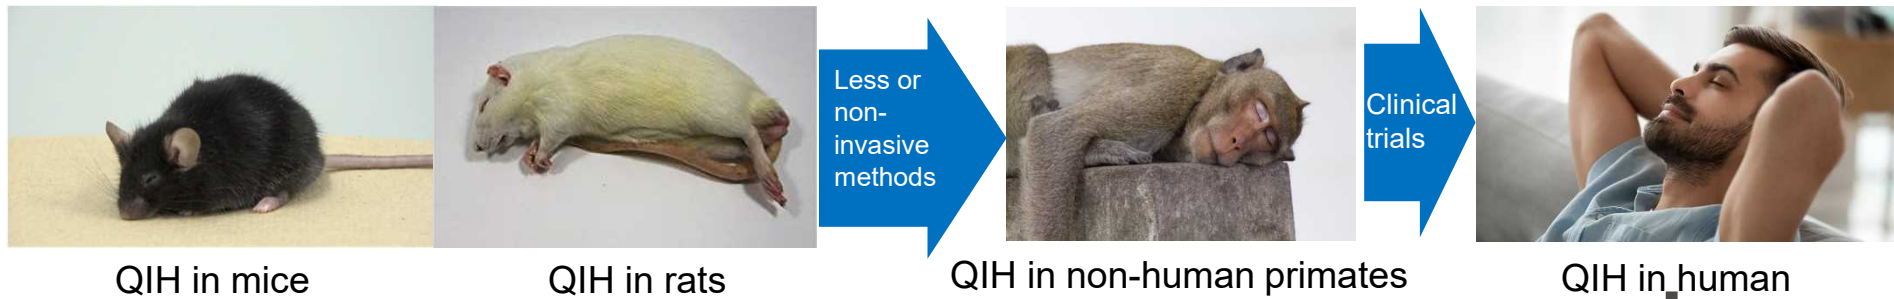 Less or
non-
invasive
methods
Clinical
trials
QIH in mice
QIH in rats
QIH in non-human primates
QIH in human